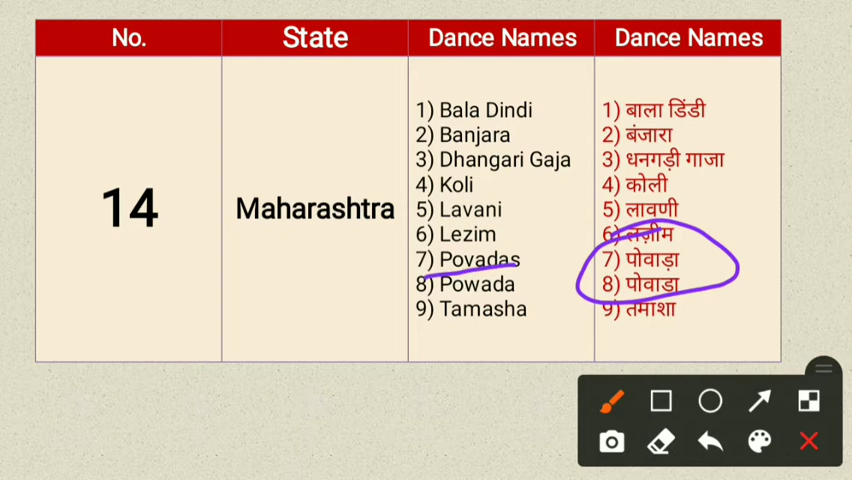 No. State Dance Names Dance Names
14
Maharashtra
1) Bala Dindi
2) Banjara
3) Dhangari Gaja
4) Koli
5) Lavani
6) Lezim
7) Povadas
8) Powada
9) Tamasha
1) बाला डिंडी
2) बंजारा
3) धनगड़ी गाजा
4) कोली
5) लावणी
6) लज़ीम
7) पोवाड़ा
8) पोवाडा
9) तमाशा